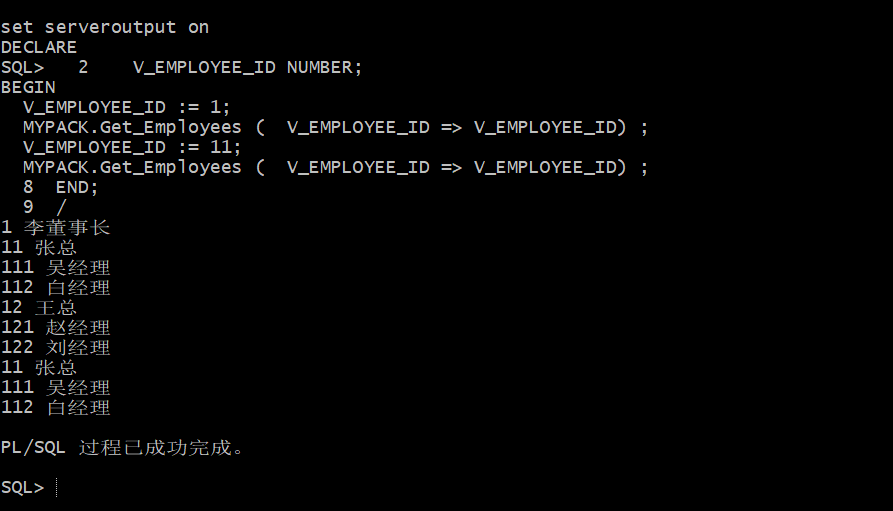 set serveroutput on
DECLARE
SQL>   2    V_EMPLOYEE_ID NUMBER;
BEGIN
  V_EMPLOYEE_ID := 1;
  MYPACK.Get_Employees (  V_EMPLOYEE_ID => V_EMPLOYEE_ID) ;
  V_EMPLOYEE_ID := 11;
  MYPACK.Get_Employees (  V_EMPLOYEE_ID => V_EMPLOYEE_ID) ;
  8  END;
  9  /
1 李董事长
11 张总
111 吴经理
112 白经理
12 王总
121 赵经理
122 刘经理
11 张总
111 吴经理
112 白经理
PL/SQL 过程已成功完成。
SQL>